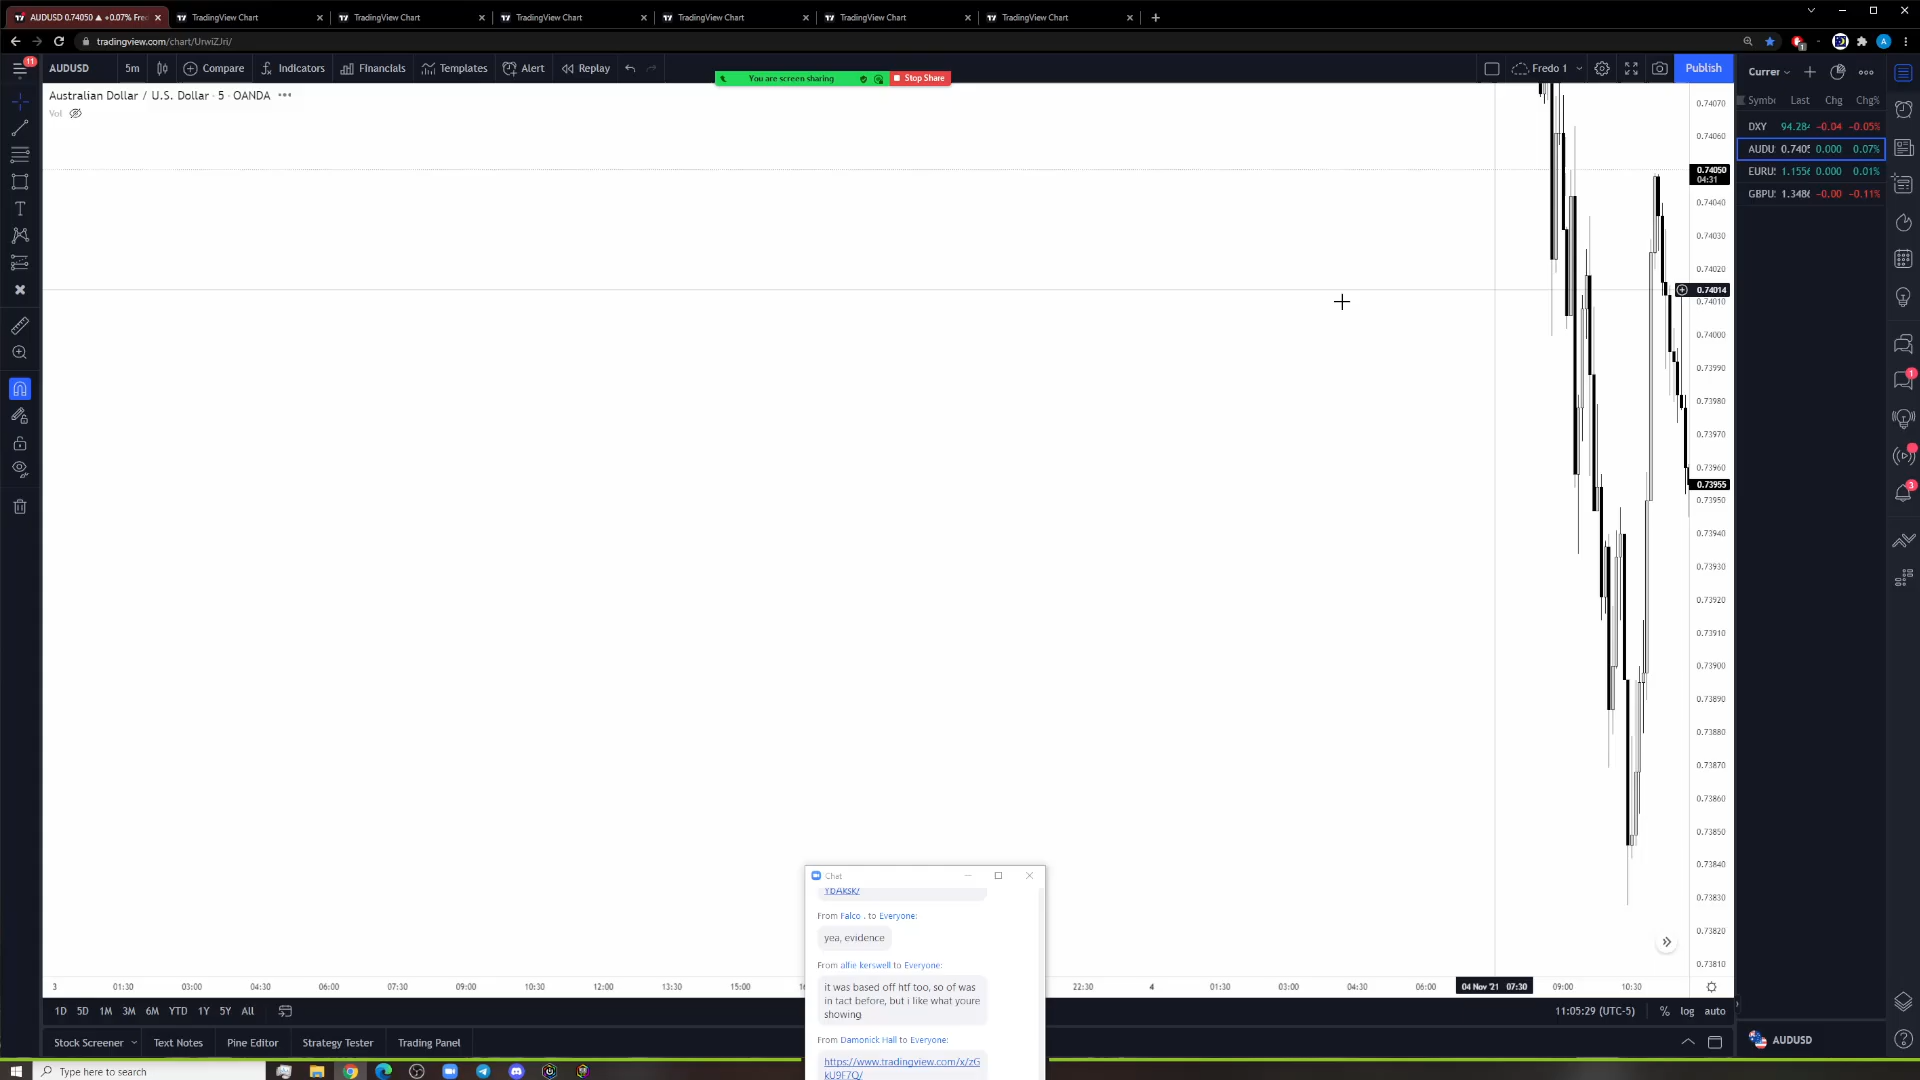 AUDUSD 0.74050 ▲ +0.07% Fred
TradingView Chart
TradingView Chart
TradingView Chart
TradingView Chart
TradingView Chart
TradingView Chart
tradingview.com/chart/UrwiZJri/
11
AUDUSD 5m Compare Indicators Financials Templates Alert Replay
You are screen sharing Stop Share
Fredo 1 Publish
Australian Dollar / U.S. Dollar · 5 · OANDA
Vol
Last Chg Chg%
DXY 94.284 -0.04 -0.05%
AUDU 0.7405 0.000 0.07%
EURU 1.1556 0.000 0.01%
GBPU 1.3486 -0.00 -0.11%
0.74070
0.74060
0.74050
04:31
0.74040
0.74030
0.74020
0.74014
0.74010
0.74000
0.73990
0.73980
0.73970
0.73960
0.73955
0.73950
0.73940
0.73930
0.73920
0.73910
0.73900
0.73890
0.73880
0.73870
0.73860
0.73850
0.73840
0.73830
0.73820
0.73810
Chat
YbAksk/
From Falco . to Everyone:
yea, evidence
From alfie kerswell to Everyone:
it was based off htf too, so of was
in tact before, but i like what youre
showing
From Damonick Hall to Everyone:
https://www.tradingview.com/x/zG
kU9F7Q/
3 01:30 03:00 04:30 06:00 07:30 09:00 10:30 12:00 13:30 15:00 22:30 4 01:30 03:00 04:30 06:00 04 Nov '21 07:30 09:00 10:30
1D 5D 1M 3M 6M YTD 1Y 5Y All
11:05:29 (UTC-5) % log auto
Stock Screener Text Notes Pine Editor Strategy Tester Trading Panel
AUDUSD
Type here to search